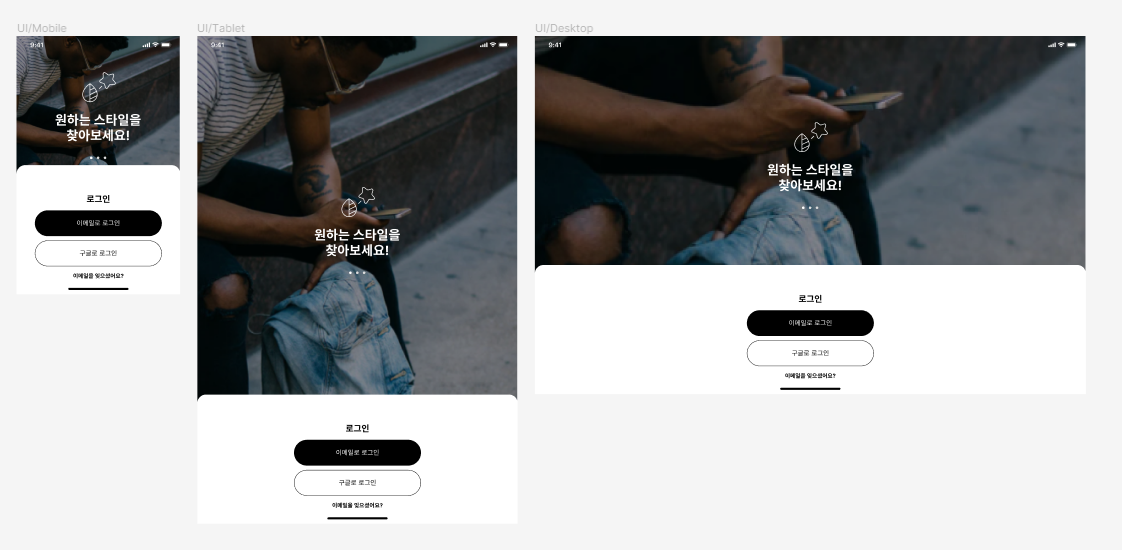 UI/Mobile
9:41
원하는 스타일을
찾아보세요!
로그인
이메일로 로그인
구글로 로그인
이메일을 잊으셨어요?
UI/Tablet
9:41
원하는 스타일을
찾아보세요!
로그인
이메일로 로그인
구글로 로그인
이메일을 잊으셨어요?
UI/Desktop
9:41
원하는 스타일을
찾아보세요!
로그인
이메일로 로그인
구글로 로그인
이메일을 잊으셨어요?